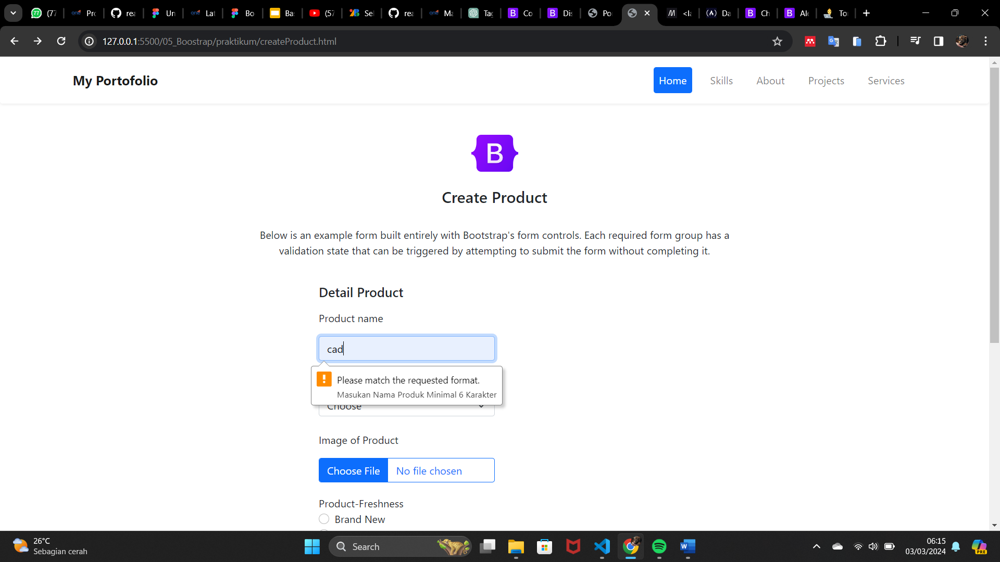 (77
Pro
rea
Un
Lat
Bo
Ba
(57
Sel
rea
Ma
Tag
Co
Dis
Po
<la
Da
Ch
Ale
To
127.0.0.1:5500/05_Boostrap/praktikum/createProduct.html
My Portofolio
Home
Skills
About
Projects
Services
B
Create Product
Below is an example form built entirely with Bootstrap's form controls. Each required form group has a
validation state that can be triggered by attempting to submit the form without completing it.
Detail Product
Product name
cad
Please match the requested format.
Masukan Nama Produk Minimal 6 Karakter
Choose
Image of Product
Choose File
No file chosen
Product-Freshness
Brand New
26°C
Sebagian cerah
Search
06:15
03/03/2024
PRE